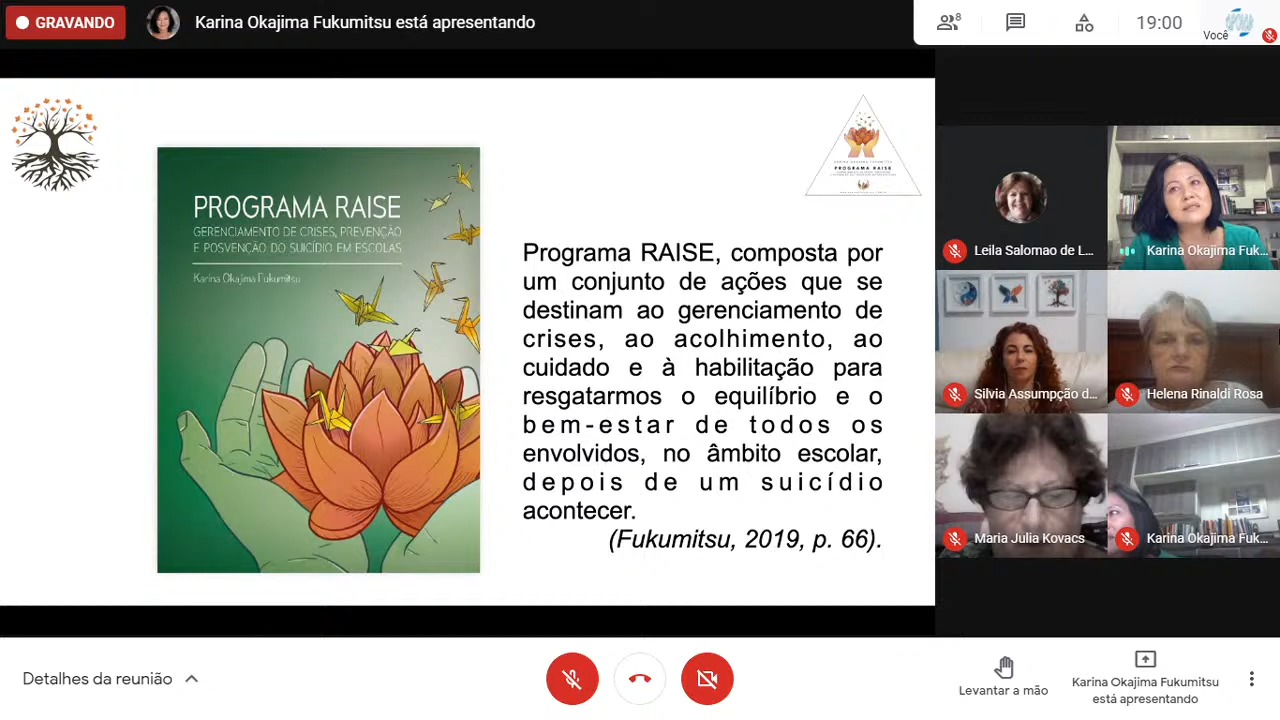 GRAVANDO
Karina Okajima Fukumitsu está apresentando
8
19:00
Você
PROGRAMA RAISE
GERENCIAMENTO DE CRISES, PREVENÇÃO
E POSVENÇÃO DO SUICÍDIO EM ESCOLAS
Karina Okajima Fukumitsu
PROGRAMA RAISE
Programa RAISE, composta por
um conjunto de ações que se
destinam ao gerenciamento de
crises, ao acolhimento, ao
cuidado e à habilitação para
resgatarmos o equilíbrio e o
bem-estar de todos os
envolvidos, no âmbito escolar,
depois de um suicídio
acontecer.
(Fukumitsu, 2019, p. 66).
Leila Salomao de L...
Karina Okajima Fuk...
Silvia Assumpção d...
Helena Rinaldi Rosa
Maria Julia Kovacs
Karina Okajima Fuk...
Detalhes da reunião
Levantar a mão
Karina Okajima Fukumitsu
está apresentando